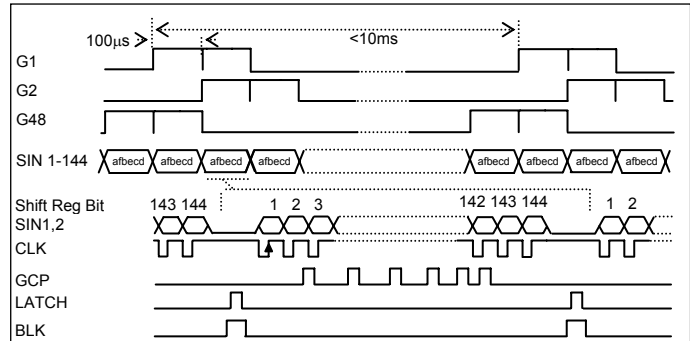 100µs <10ms
G1
G2
G48
SIN 1-144 afbecd afbecd afbecd afbecd afbecd afbecd afbecd afbecd
Shift Reg Bit 143 144 1 2 3 142 143 144 1 2
SIN1,2
CLK
GCP
LATCH
BLK